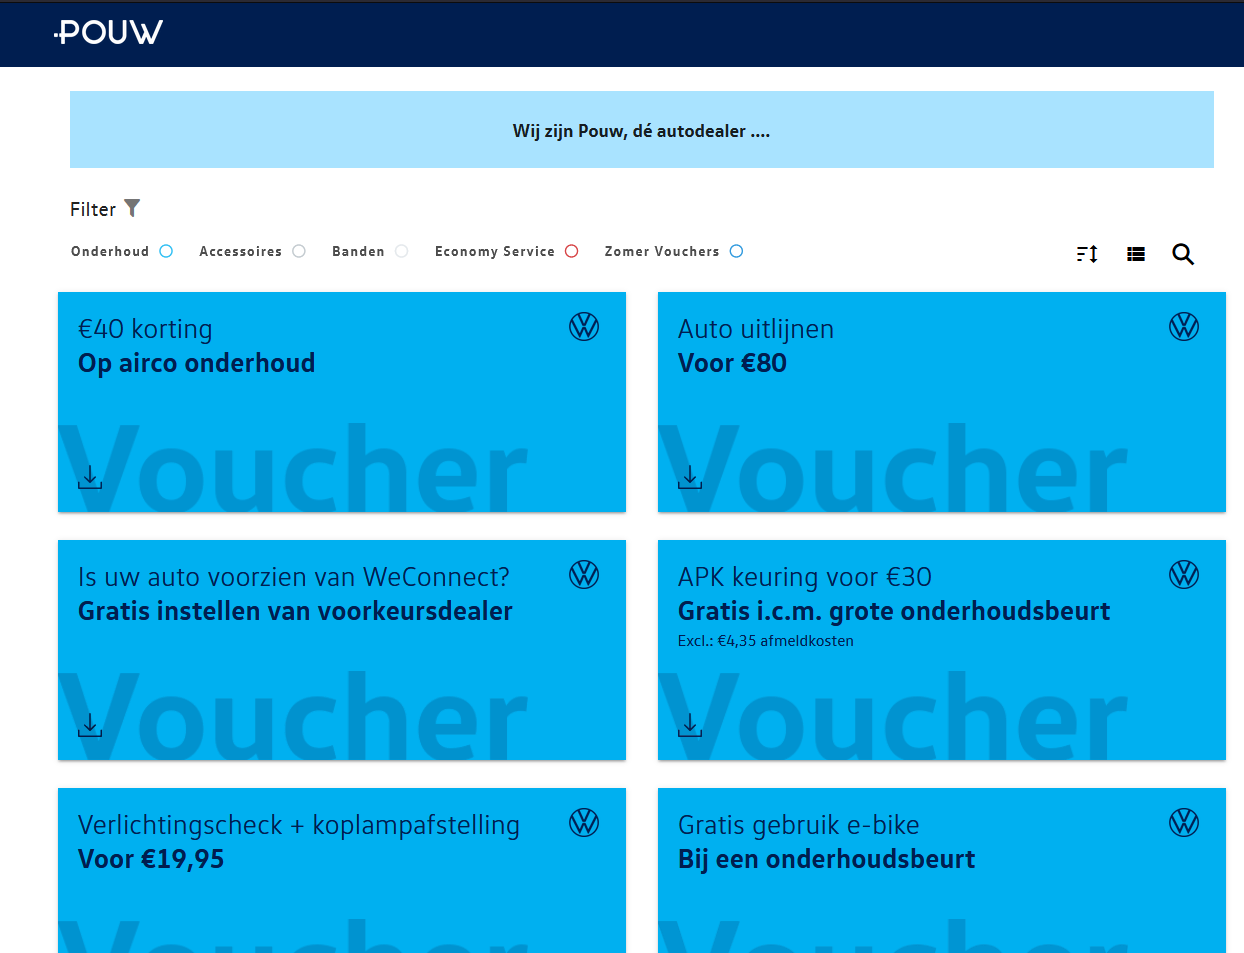 POUW
Wij zijn Pouw, dé autodealer ....
Filter
Onderhoud Accessoires Banden Economy Service Zomer Vouchers
€40 korting
Op airco onderhoud
Voucher
Auto uitlijnen
Voor €80
Voucher
Is uw auto voorzien van WeConnect?
Gratis instellen van voorkeursdealer
Voucher
APK keuring voor €30
Gratis i.c.m. grote onderhoudsbeurt
Excl.: €4,35 afmeldkosten
Voucher
Verlichtingscheck + koplampafstelling
Voor €19,95
Voucher
Gratis gebruik e-bike
Bij een onderhoudsbeurt
Voucher